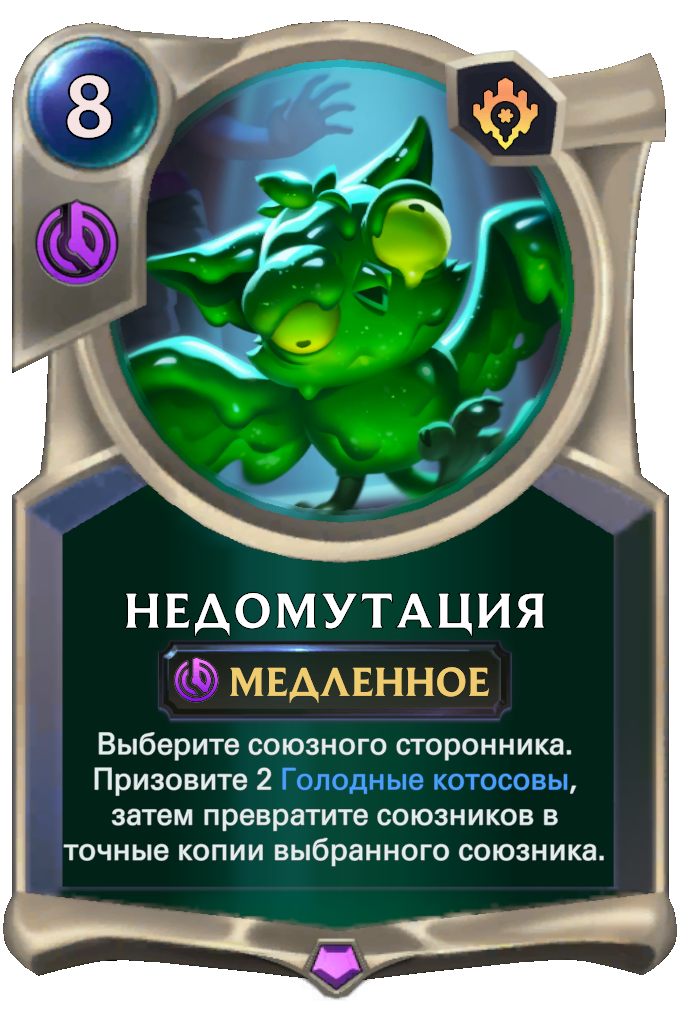 8
НЕДОМУТАЦИЯ
МЕДЛЕННОЕ
Выберите союзного сторонника.
Призовите 2 Голодные котосовы,
затем превратите союзников в
точные копии выбранного союзника.